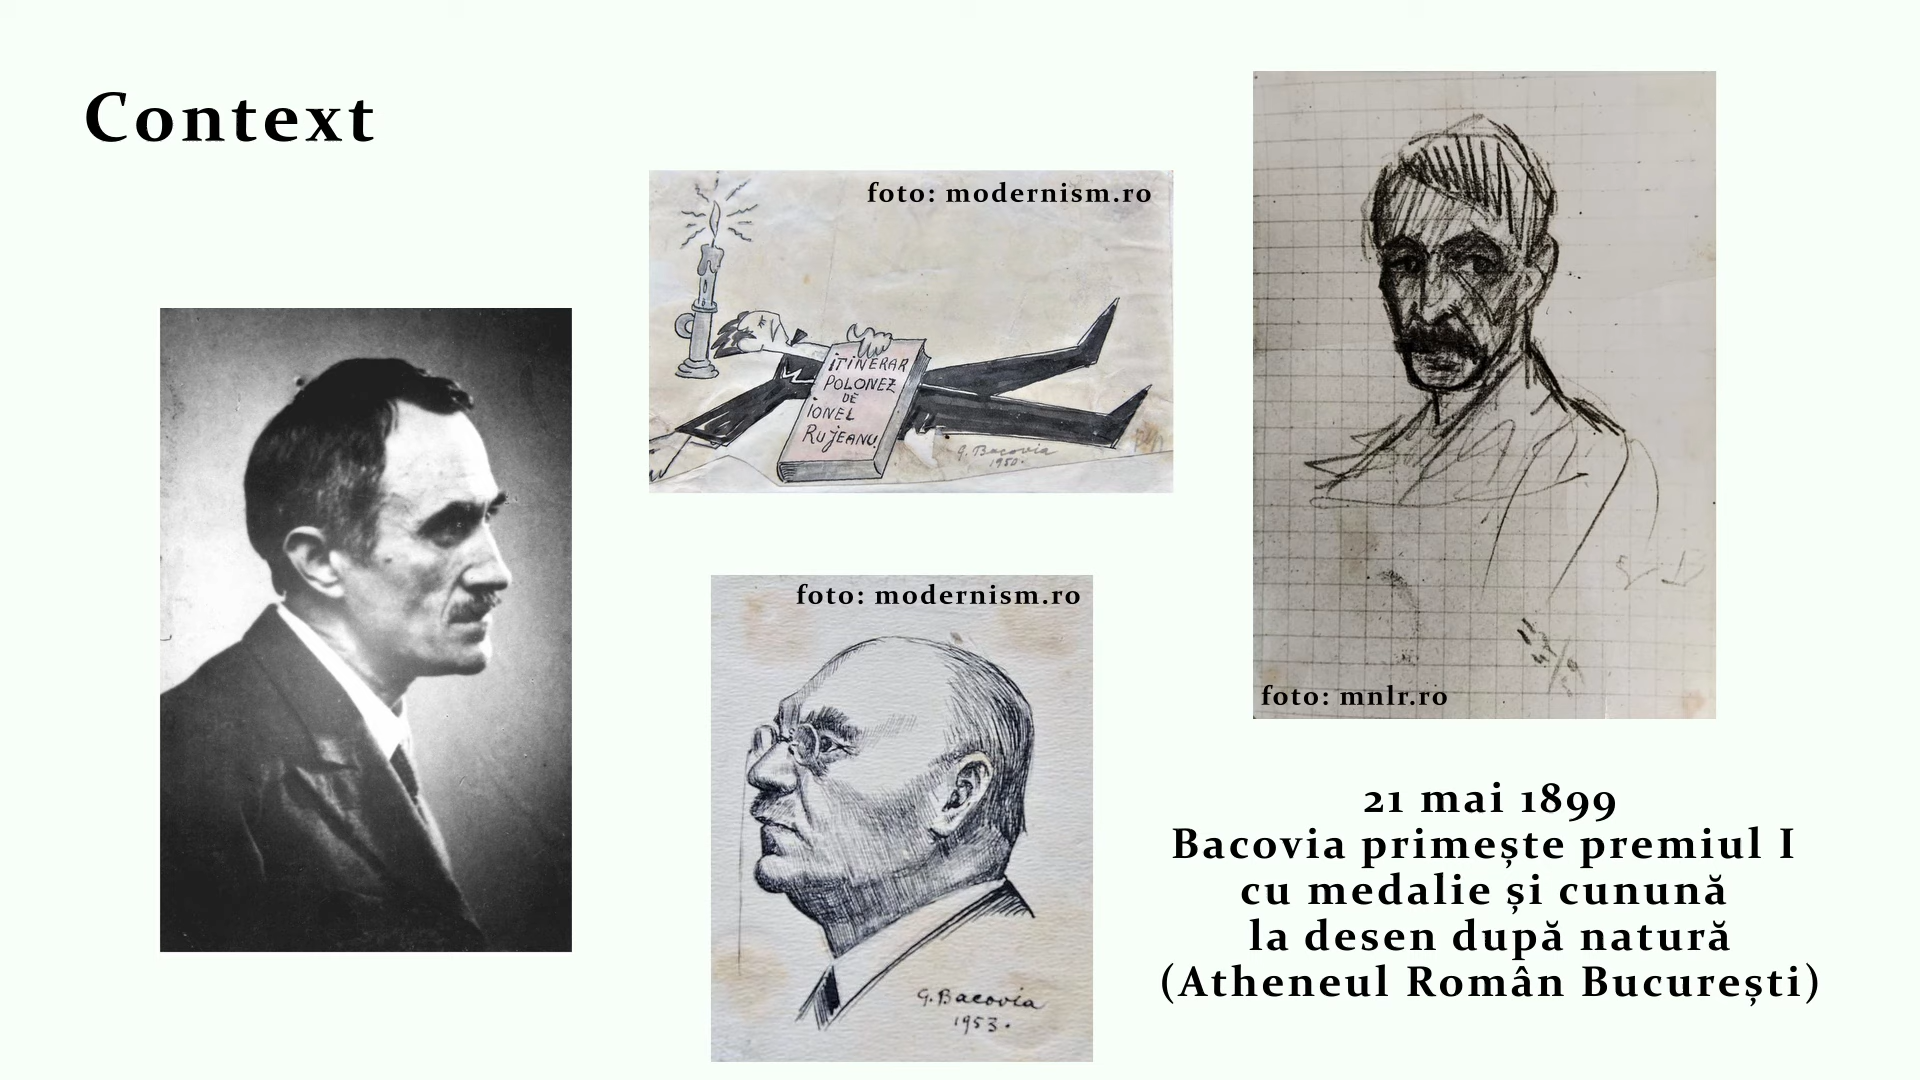 Context
foto: modernism.ro
ITINERAR
POLONEZ
DE
IONEL
RUJEANU
G. Bacovia
1950.
foto: modernism.ro
G. Bacovia
1953.
foto: mnlr.ro
21 mai 1899
Bacovia primește premiul I
cu medalie și cunună
la desen după natură
(Atheneul Român București)